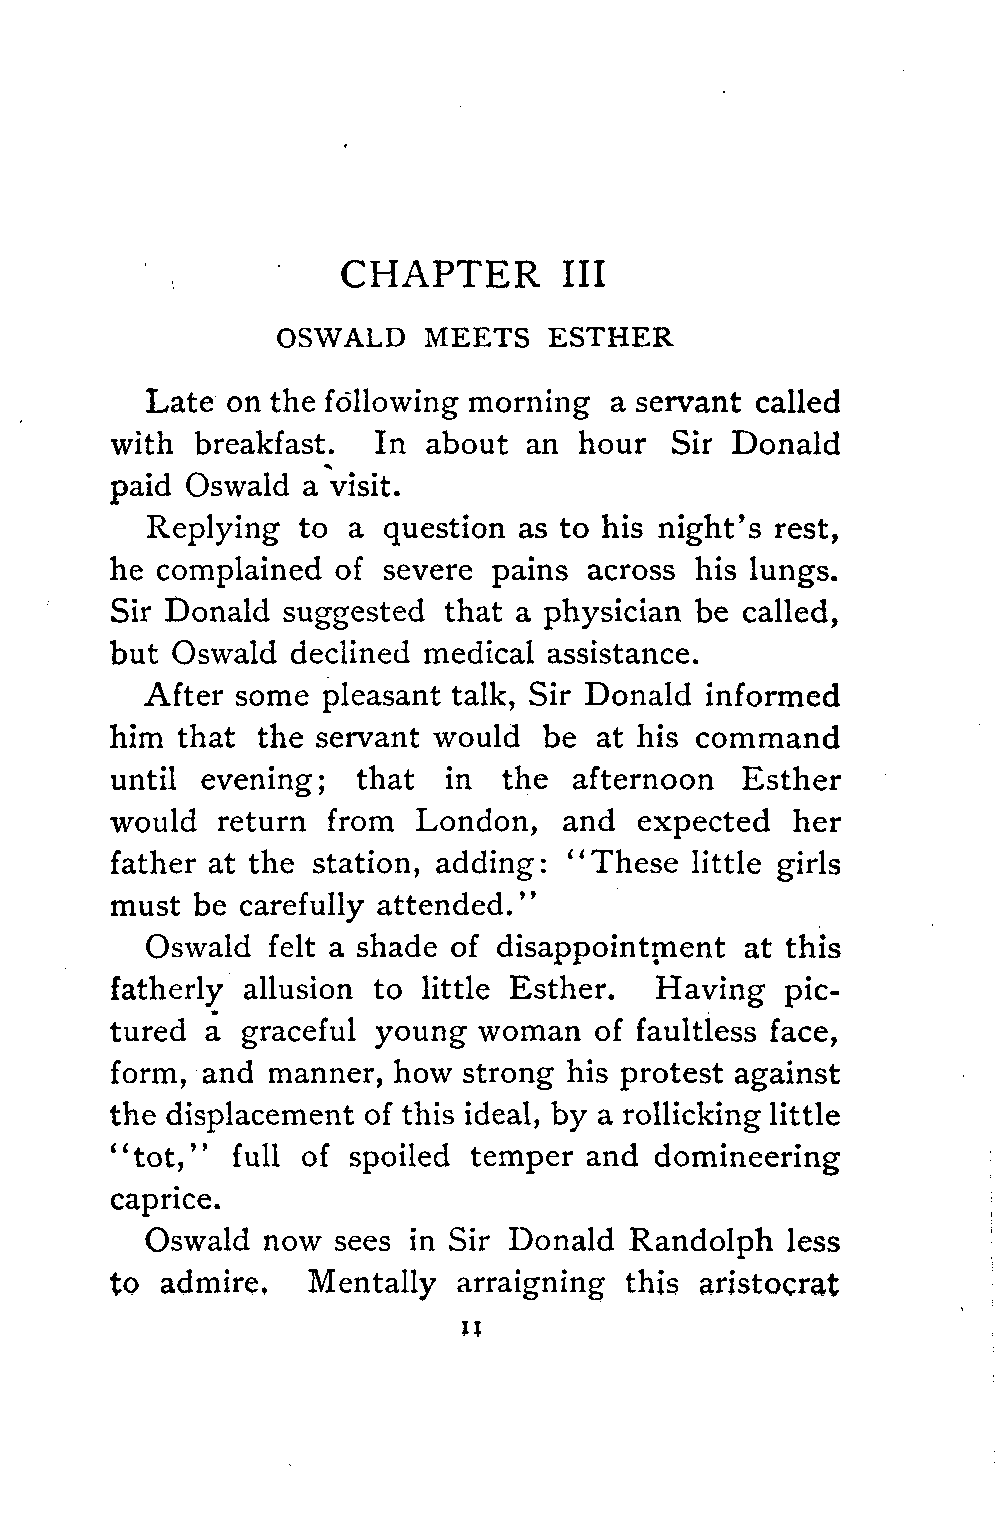 CHAPTER III
OSWALD MEETS ESTHER
Late on the following morning a servant called
with breakfast. In about an hour Sir Donald
paid Oswald a visit.
Replying to a question as to his night's rest,
he complained of severe pains across his lungs.
Sir Donald suggested that a physician be called,
but Oswald declined medical assistance.
After some pleasant talk, Sir Donald informed
him that the servant would be at his command
until evening; that in the afternoon Esther
would return from London, and expected her
father at the station, adding: "These little girls
must be carefully attended."
Oswald felt a shade of disappointment at this
fatherly allusion to little Esther. Having pic-
tured a graceful young woman of faultless face,
form, and manner, how strong his protest against
the displacement of this ideal, by a rollicking little
"tot," full of spoiled temper and domineering
caprice.
Oswald now sees in Sir Donald Randolph less
to admire. Mentally arraigning this aristocrat
11